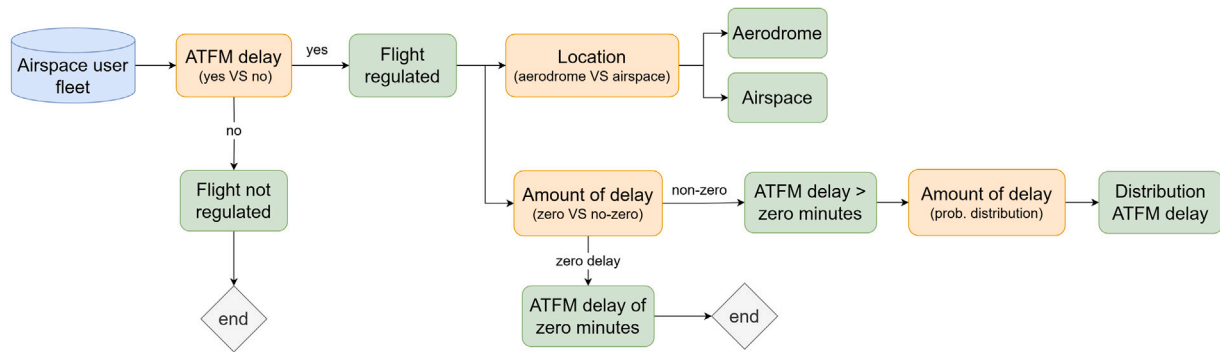 Airspace user
fleet
ATFM delay
(yes VS no)
yes
Flight
regulated
Location
(aerodrome VS airspace)
Aerodrome
Airspace
no
Flight not
regulated
end
Amount of delay
(zero VS no-zero)
non-zero
ATFM delay >
zero minutes
Amount of delay
(prob. distribution)
Distribution
ATFM delay
zero delay
ATFM delay of
zero minutes
end